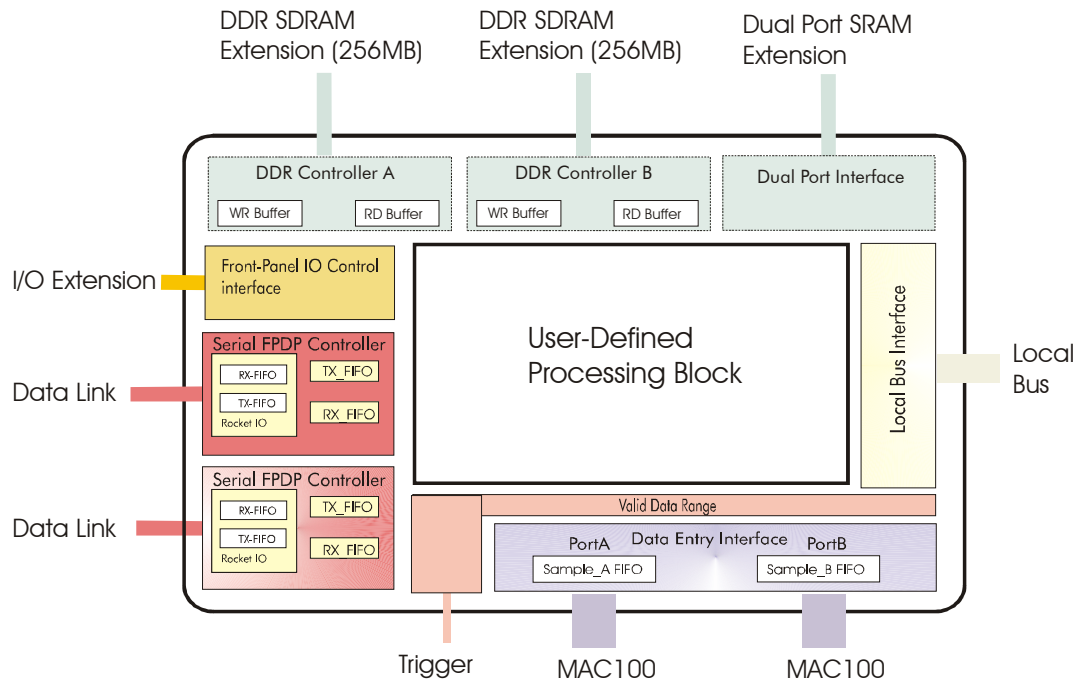 DDR SDRAM
Extension (256MB)
DDR SDRAM
Extension (256MB)
Dual Port SRAM
Extension
DDR Controller A
WR Buffer
RD Buffer
DDR Controller B
WR Buffer
RD Buffer
Dual Port Interface
I/O Extension
Front-Panel IO Control
interface
User-Defined
Processing Block
Local Bus Interface
Local
Bus
Data Link
Serial FPDP Controller
RX-FIFO
TX-FIFO
Rocket IO
TX_FIFO
RX_FIFO
Data Link
Serial FPDP Controller
RX-FIFO
TX-FIFO
Rocket IO
TX_FIFO
RX_FIFO
Valid Data Range
Data Entry Interface
PortA
Sample_A FIFO
PortB
Sample_B FIFO
Trigger
MAC100
MAC100